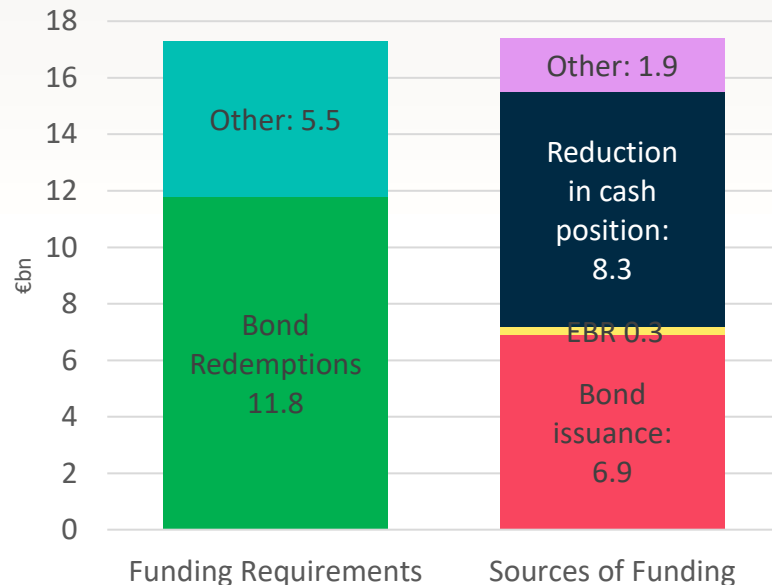 18
16
14
12
10
8
6
4
2
0
€bn
Other: 5.5
Bond
Redemptions
11.8
Other: 1.9
Reduction
in cash
position:
8.3
EBR 0.3
Bond
issuance:
6.9
Funding Requirements
Sources of Funding